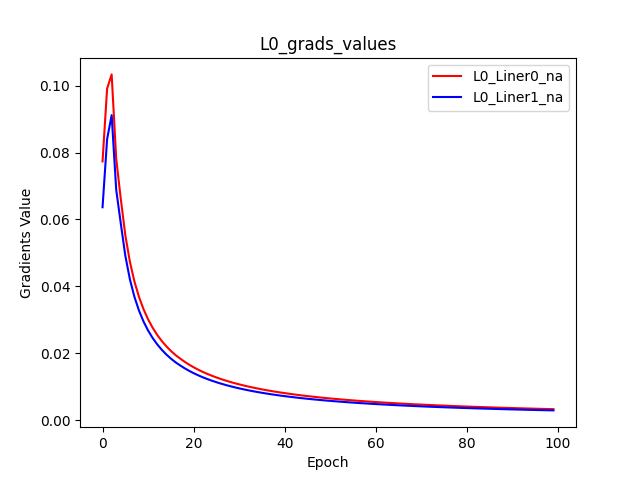 L0_grads_values
L0_Liner0_na
L0_Liner1_na
Gradients Value
0.10
0.08
0.06
0.04
0.02
0.00
0 20 40 60 80 100
Epoch